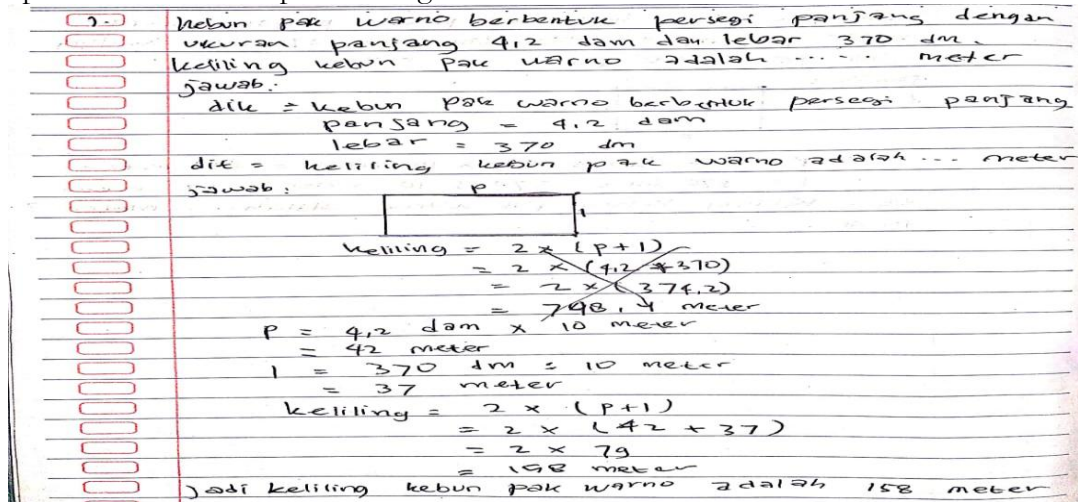 1.) Kebun pak warno berbentuk persegi panjang dengan
ukuran panjang 4,2 dam dan lebar 370 dm.
Keliling kebun Pak warno adalah ..... meter
jawab.
dik = kebun pak warno berbentuk persegi panjang
panjang = 4,2 dam
lebar = 370 dm
dit = keliling kebun pak warno adalah ... meter
jawab :
P
l
Keliling = 2 x (P + l)
= 2 x (4,2 + 370)
= 2 x (374,2)
= 748,4 meter
P = 4,2 dam x 10 meter
= 42 meter
l = 370 dm : 10 meter
= 37 meter
keliling = 2 x (P + l)
= 2 x (42 + 37)
= 2 x 79
= 158 meter
Jadi keliling kebun pak warno adalah 158 meter